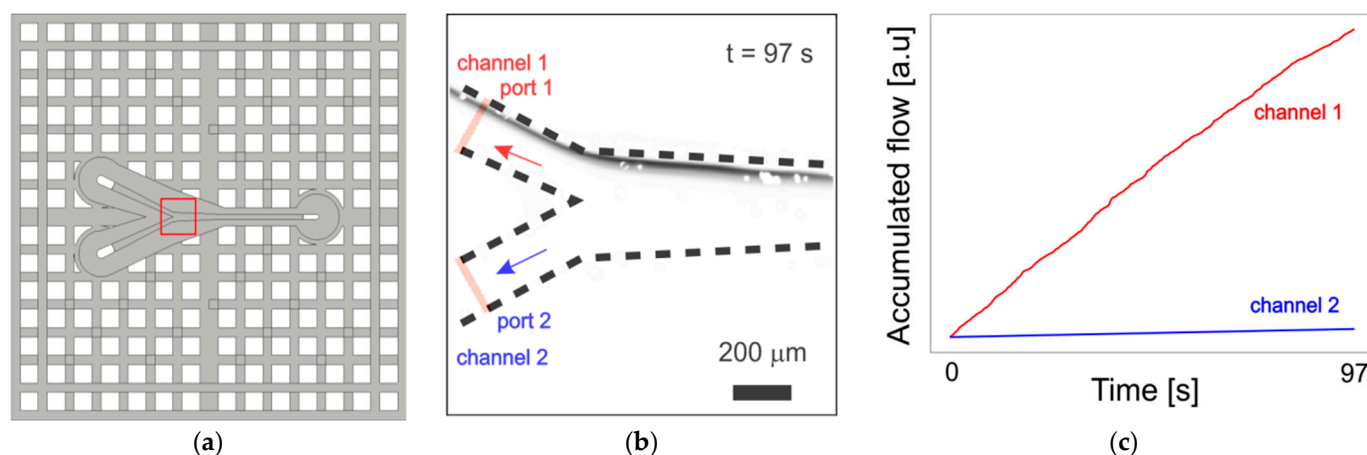 channel 1
port 1
t = 97 s
port 2
channel 2
200 μm
Accumulated flow [a.u]
channel 1
channel 2
0
97
Time [s]
(a)
(b)
(c)